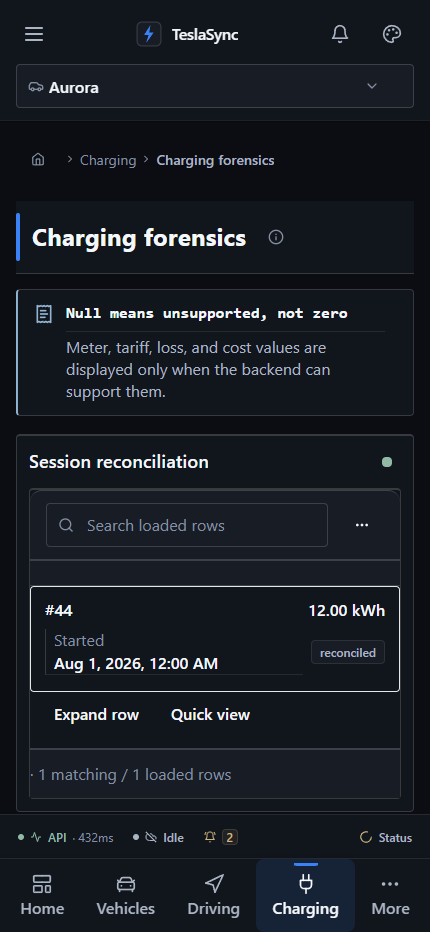 TeslaSync
Aurora
Charging
Charging forensics
Charging forensics
Null means unsupported, not zero
Meter, tariff, loss, and cost values are
displayed only when the backend can
support them.
Session reconciliation
Search loaded rows
#44
12.00 kWh
Started
Aug 1, 2026, 12:00 AM
reconciled
Expand row
Quick view
· 1 matching / 1 loaded rows
API · 432ms
Idle
2
Status
Home
Vehicles
Driving
Charging
More